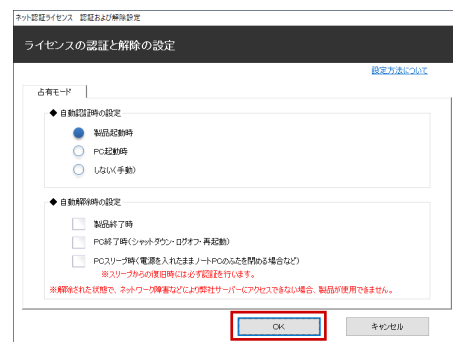 ネット認証ライセンス 認証および解除設定
ライセンスの認証と解除の設定
設定方法について
占有モード
◆ 自動認証時の設定
製品起動時
PC起動時
しない(手動)
◆ 自動解除時の設定
製品終了時
PC終了時(シャットダウン・ログオフ・再起動)
PCスリープ時(電源を入れたままノートPCのふたを閉める場合など)
※スリープからの復旧時には必ず認証を行います。
※解除された状態で、ネットワーク障害などにより弊社サーバーにアクセスできない場合、製品が使用できません。
OK
キャンセル